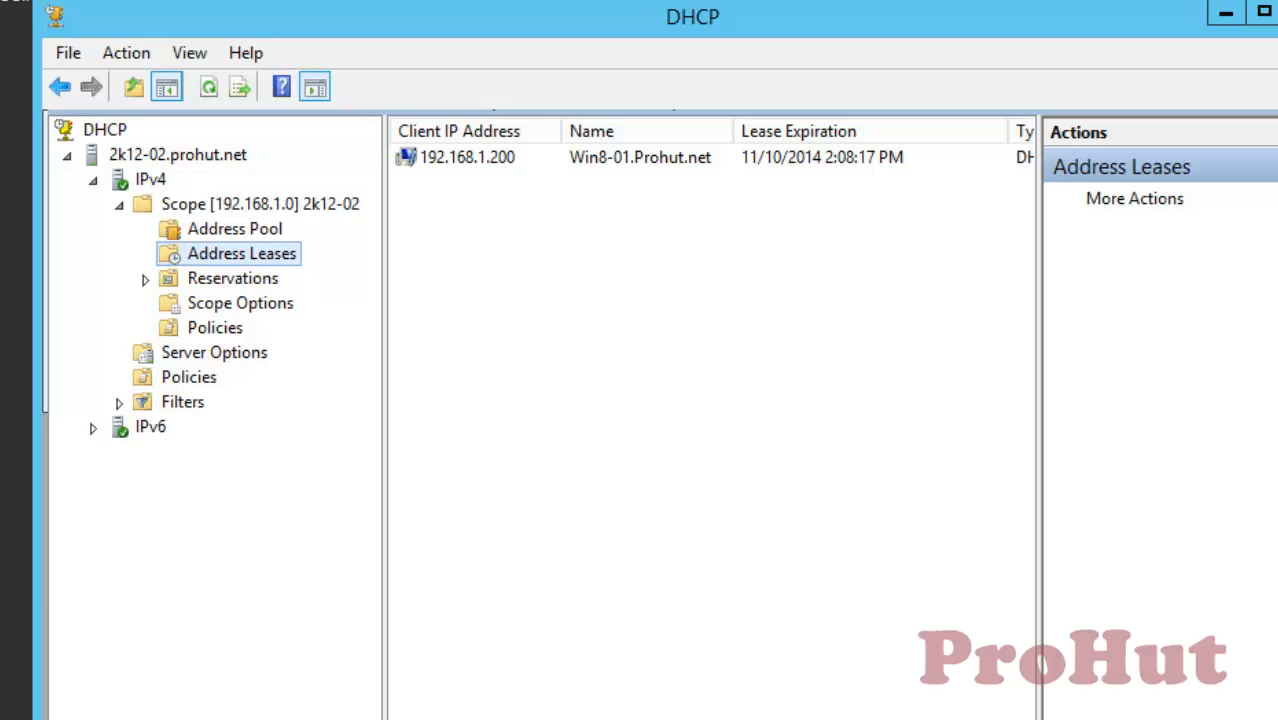 DHCP
File Action View Help
DHCP
2k12-02.prohut.net
IPv4
Scope [192.168.1.0] 2k12-02
Address Pool
Address Leases
Reservations
Scope Options
Policies
Server Options
Policies
Filters
IPv6
Client IP Address Name Lease Expiration Ty
192.168.1.200 Win8-01.Prohut.net 11/10/2014 2:08:17 PM DH
Actions
Address Leases
More Actions
ProHut